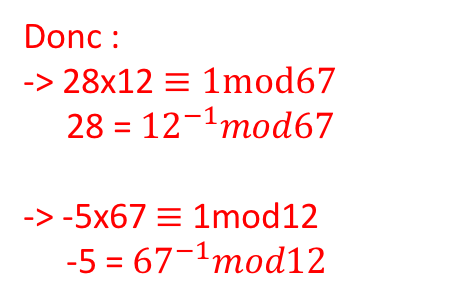 Donc :
-> 28x12 ≡ 1mod67
28 = 12⁻¹mod67
-> -5x67 ≡ 1mod12
-5 = 67⁻¹mod12